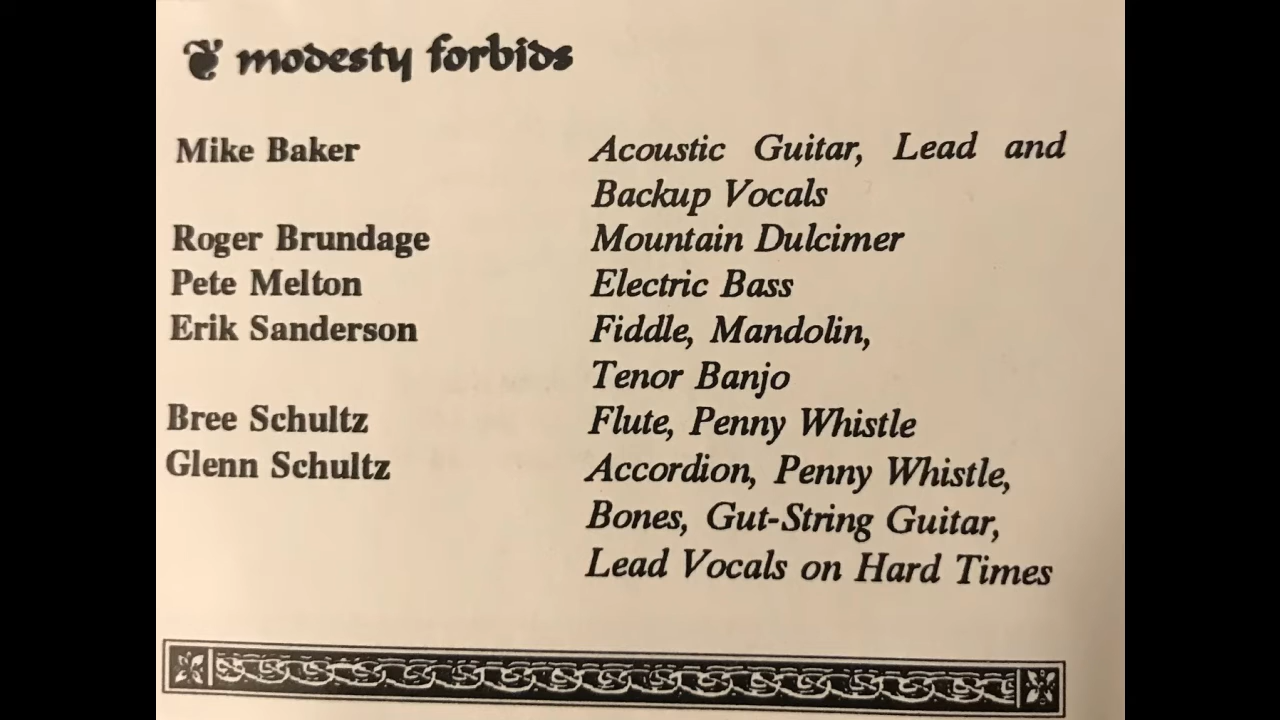 modesty forbids
Mike Baker Acoustic Guitar, Lead and
Backup Vocals
Roger Brundage Mountain Dulcimer
Pete Melton Electric Bass
Erik Sanderson Fiddle, Mandolin,
Tenor Banjo
Bree Schultz Flute, Penny Whistle
Glenn Schultz Accordion, Penny Whistle,
Bones, Gut-String Guitar,
Lead Vocals on Hard Times